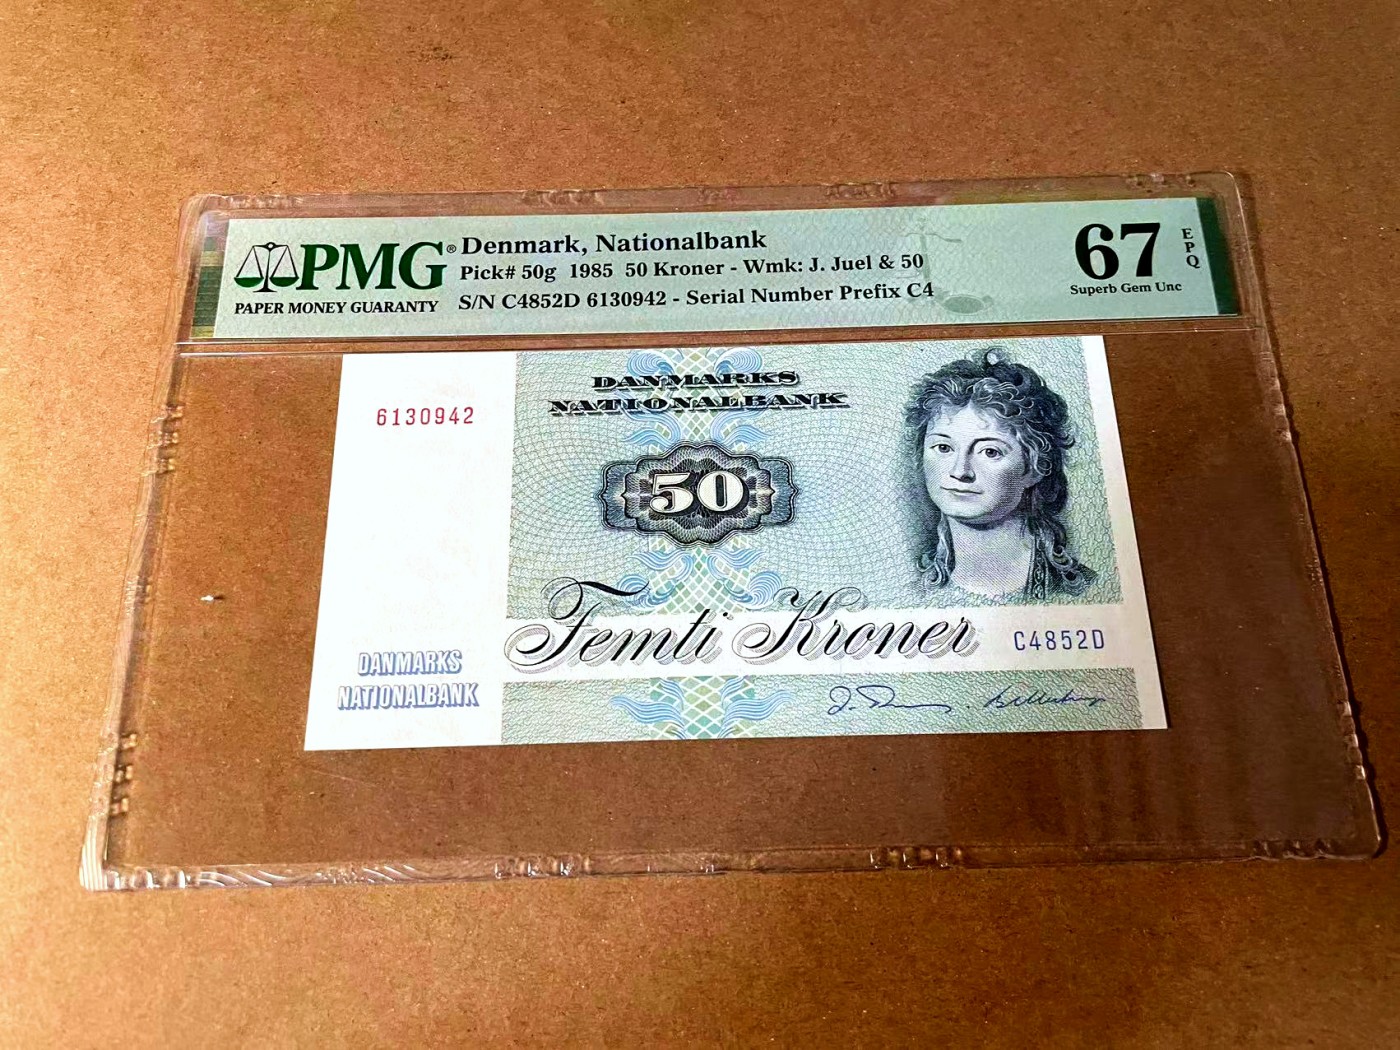 PMG®
PAPER MONEY GUARANTY
Denmark, Nationalbank
Pick# 50g 1985 50 Kroner - Wmk: J. Juel & 50
S/N C4852D 6130942 - Serial Number Prefix C4
67
EPQ
Superb Gem Unc
6130942
DANMARKS
NATIONALBANK
50
Femti Kroner
C4852D
DANMARKS
NATIONALBANK